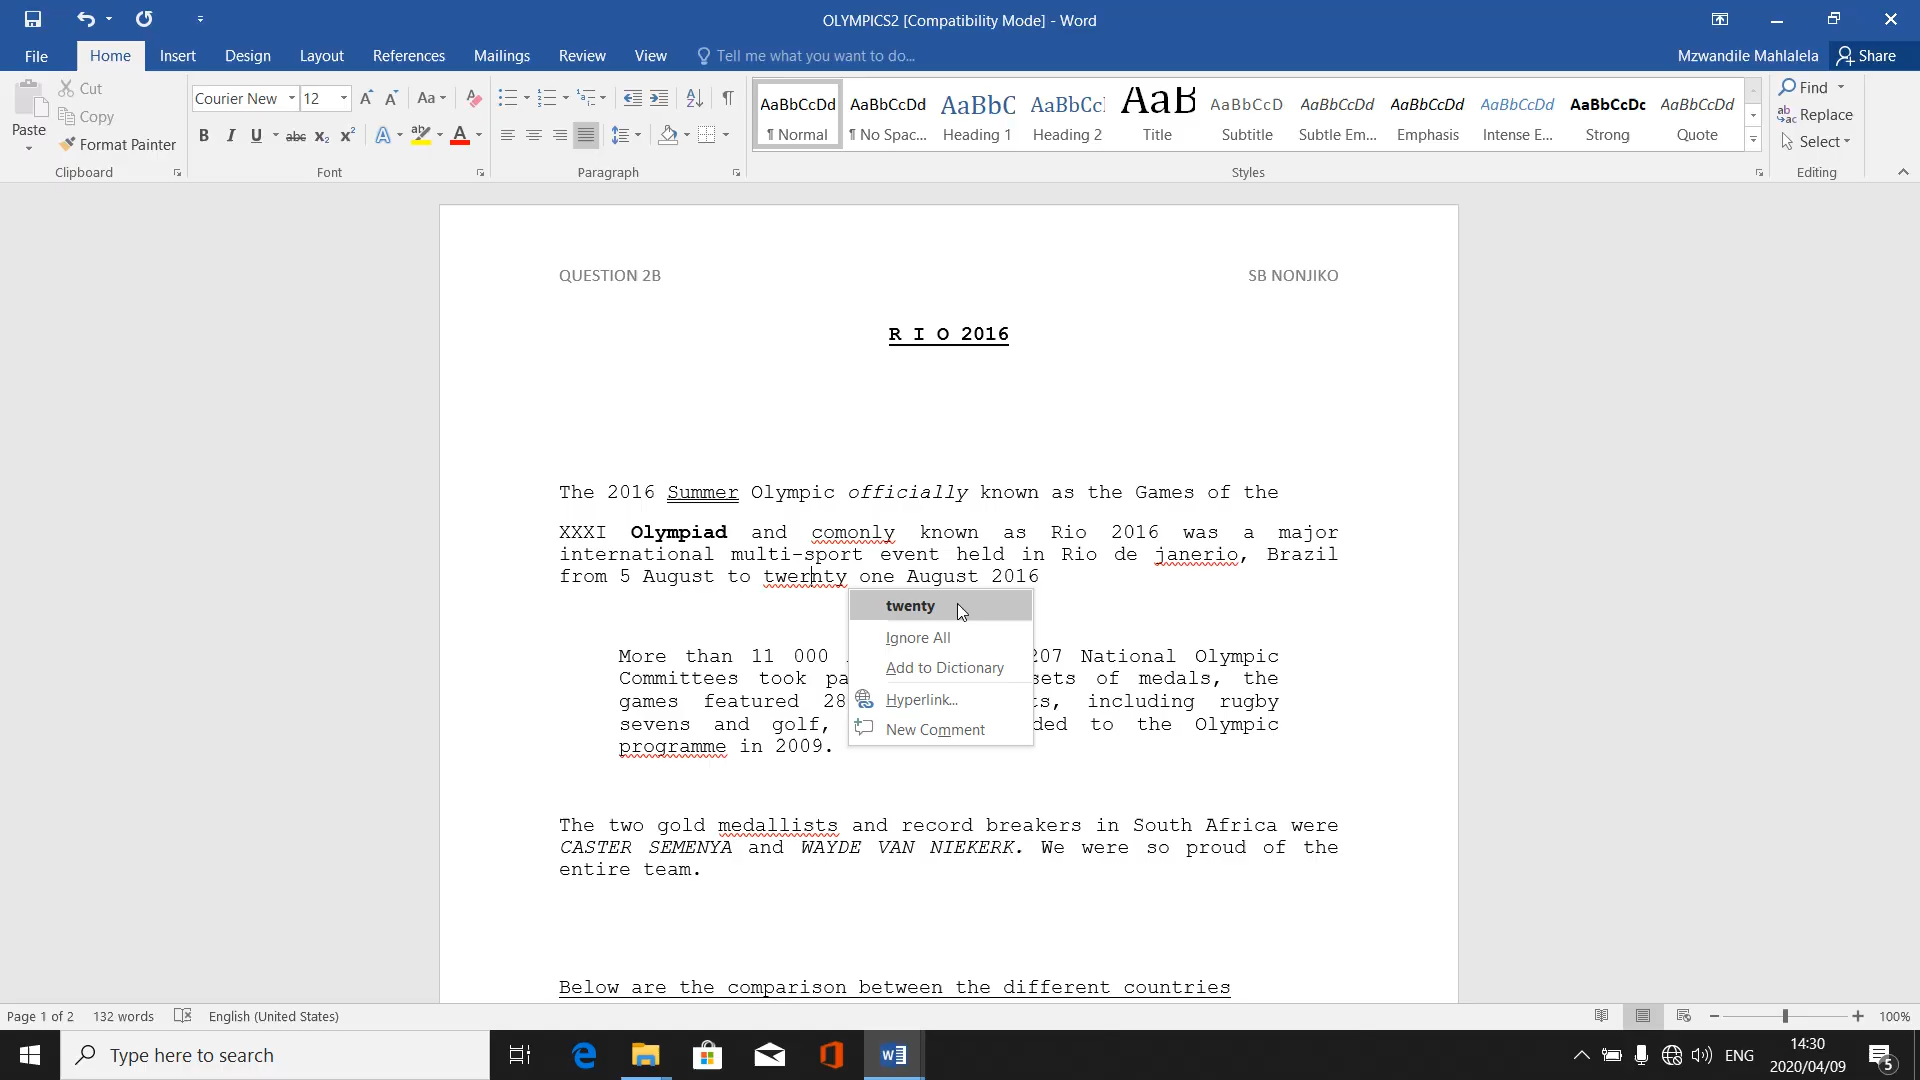 OLYMPICS2 [Compatibility Mode] - Word
File Home Insert Design Layout References Mailings Review View Tell me what you want to do... Mzwandile Mahlalela Share
Paste
Cut
Copy
Format Painter
Clipboard
Courier New 12
Font
Paragraph
AaBbCcDd AaBbCcDd AaBbC AaBbCc AaB AaBbCcD AaBbCcDd AaBbCcDd AaBbCcDd AaBbCcDc AaBbCcDd
¶ Normal ¶ No Spac... Heading 1 Heading 2 Title Subtitle Subtle Em... Emphasis Intense E... Strong Quote
Styles
Find
Replace
Select
Editing
QUESTION 2B SB NONJIKO
R I O 2016
The 2016 Summer Olympic officially known as the Games of the
XXXI Olympiad and comonly known as Rio 2016 was a major
international multi-sport event held in Rio de janerio, Brazil
from 5 August to twernty one August 2016
twenty
Ignore All
Add to Dictionary
Hyperlink...
New Comment
More than 11 000 207 National Olympic
Committees took pa sets of medals, the
games featured 28 ts, including rugby
sevens and golf, ded to the Olympic
programme in 2009.
The two gold medallists and record breakers in South Africa were
CASTER SEMENYA and WAYDE VAN NIEKERK. We were so proud of the
entire team.
Below are the comparison between the different countries
Page 1 of 2 132 words English (United States) 100%
Type here to search
ENG
14:30
2020/04/09
5